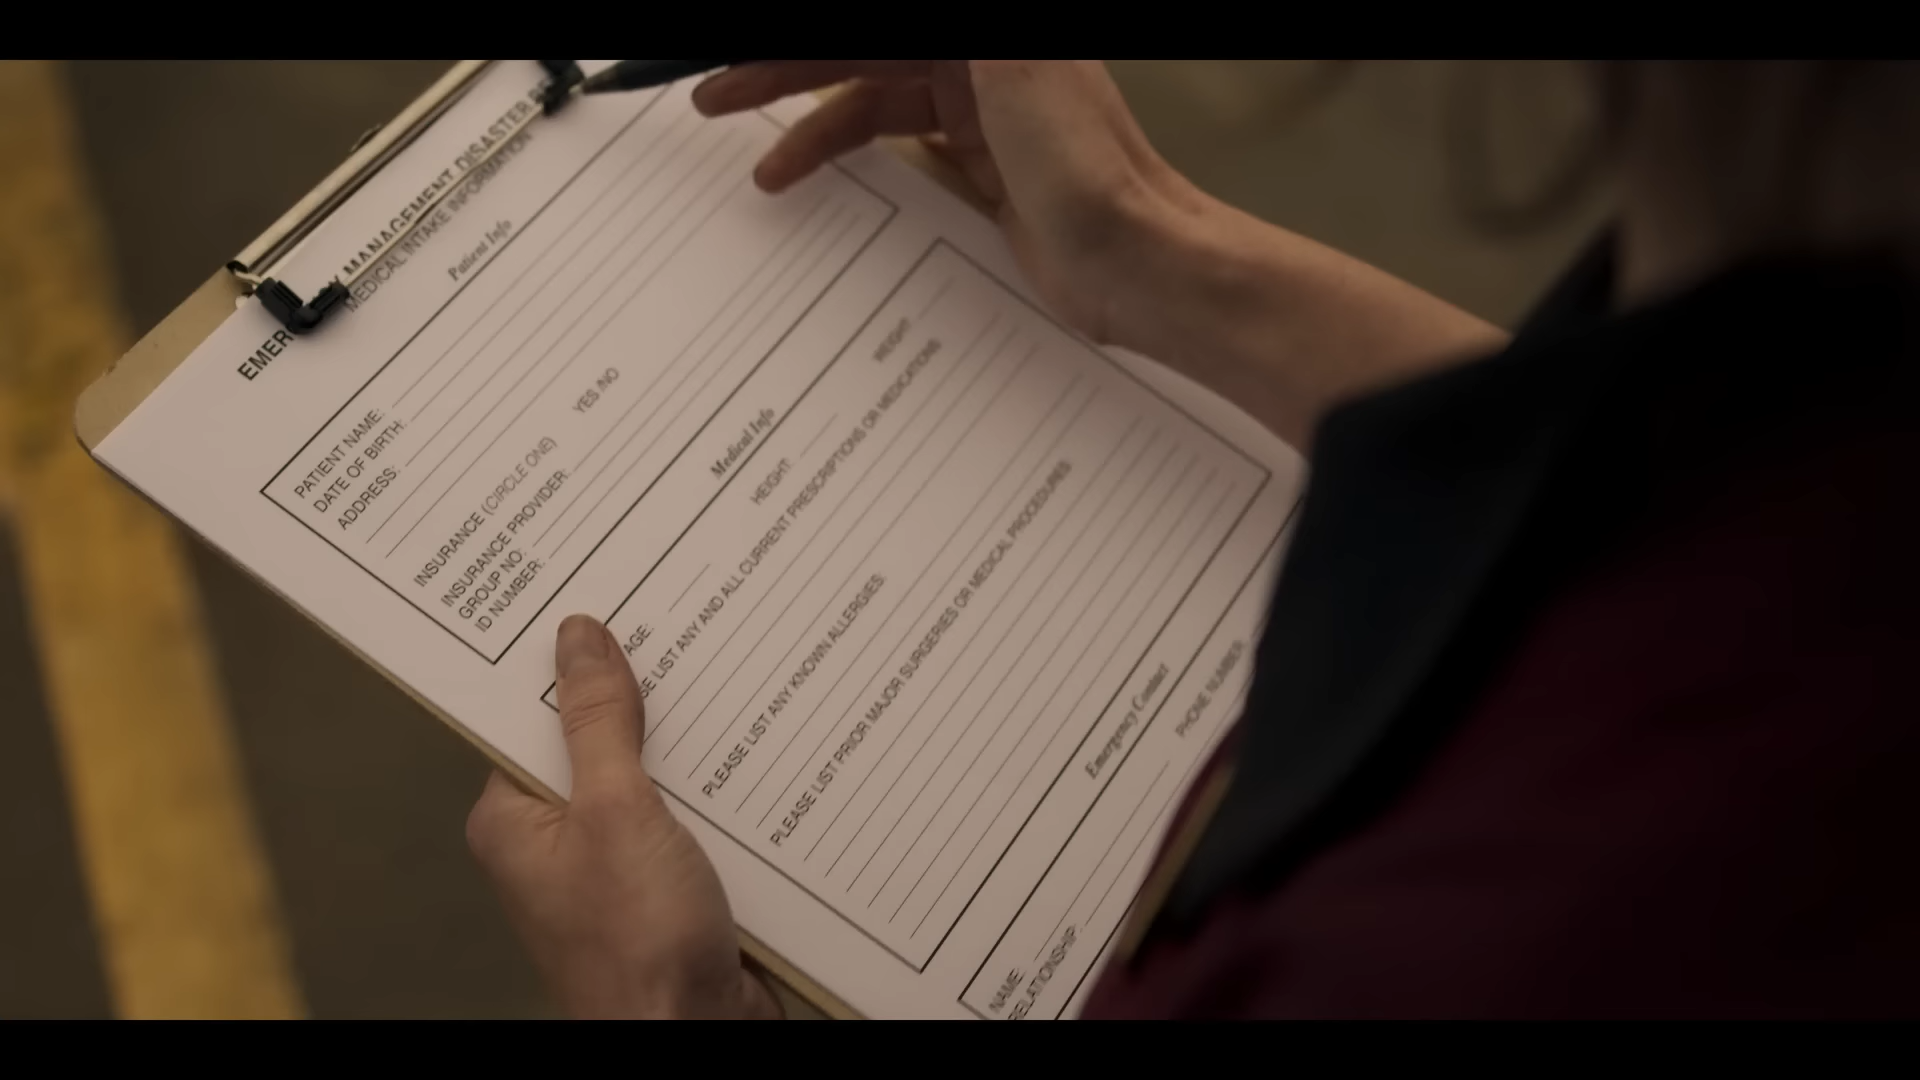 EMER Y MANAGEMENT DISASTER RE
MEDICAL INTAKE INFORMATION
Patient Info
PATIENT NAME:
DATE OF BIRTH:
ADDRESS:
INSURANCE (CIRCLE ONE) YES /NO
INSURANCE PROVIDER:
GROUP NO:
ID NUMBER:
Medical Info
AGE: HEIGHT: WEIGHT:
SE LIST ANY AND ALL CURRENT PRESCRIPTIONS OR MEDICATIONS
PLEASE LIST ANY KNOWN ALLERGIES:
PLEASE LIST PRIOR MAJOR SURGERIES OR MEDICAL PROCEDURES
Emergency Contact
NAME: PHONE NUMBER:
RELATIONSHIP: